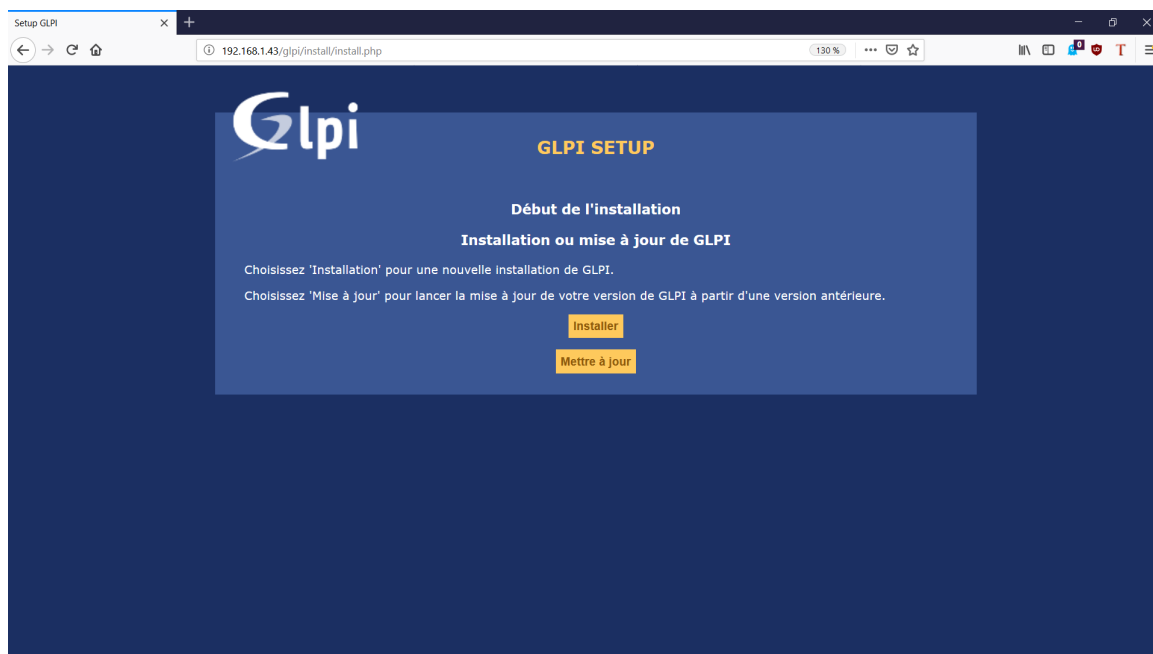 Setup GLPI
192.168.1.43/glpi/install/install.php
130 %
0
T
Glpi
GLPI SETUP
Début de l'installation
Installation ou mise à jour de GLPI
Choisissez 'Installation' pour une nouvelle installation de GLPI.
Choisissez 'Mise à jour' pour lancer la mise à jour de votre version de GLPI à partir d'une version antérieure.
Installer
Mettre à jour